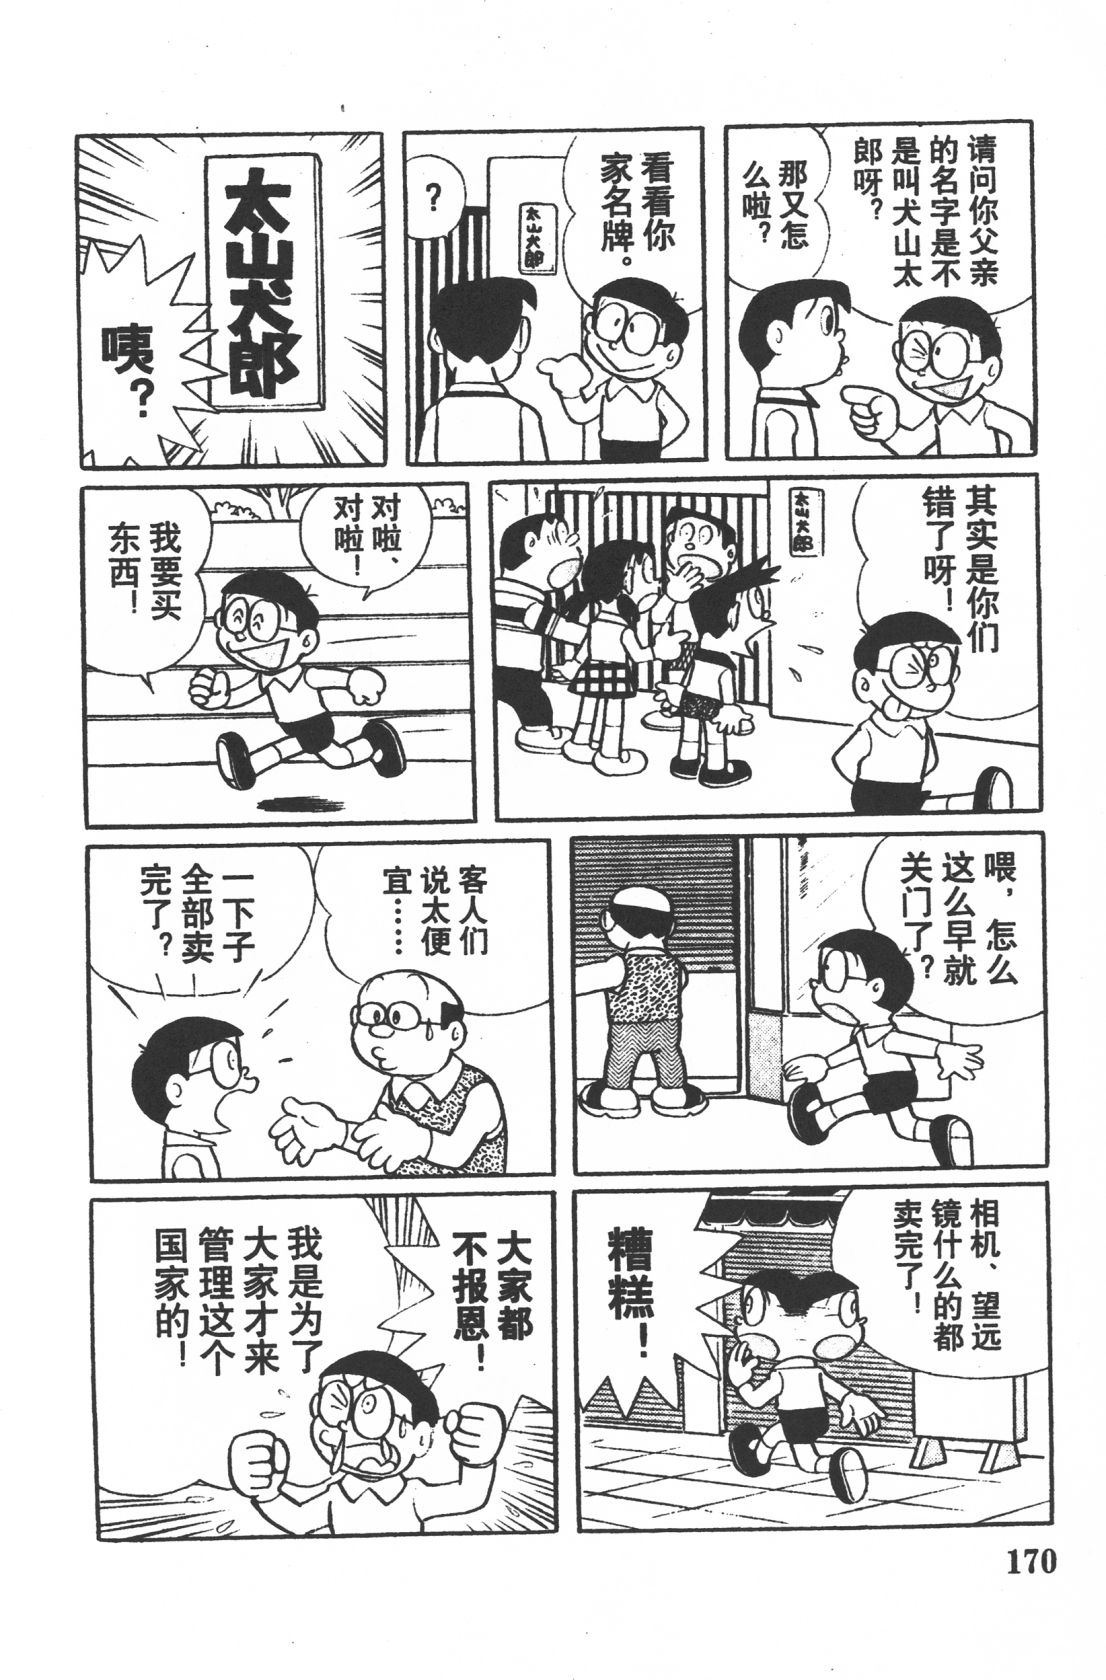 请问你父亲
的名字是不
是叫犬山太
郎呀?
那又怎
么啦?
看看你
家名牌。
太山犬郎
?
太山犬郎
咦?
其实是你们
错了呀!
太山犬郎
对啦、
对啦!
我要买
东西!
喂,怎么
这么早就
关门了?
客人们
说太便
宜……
一下子
全部卖
完了?
相机、望远
镜什么的都
卖完了!
糟糕!
大家都
不报恩!
我是为了
大家才来
管理这个
国家的!
170